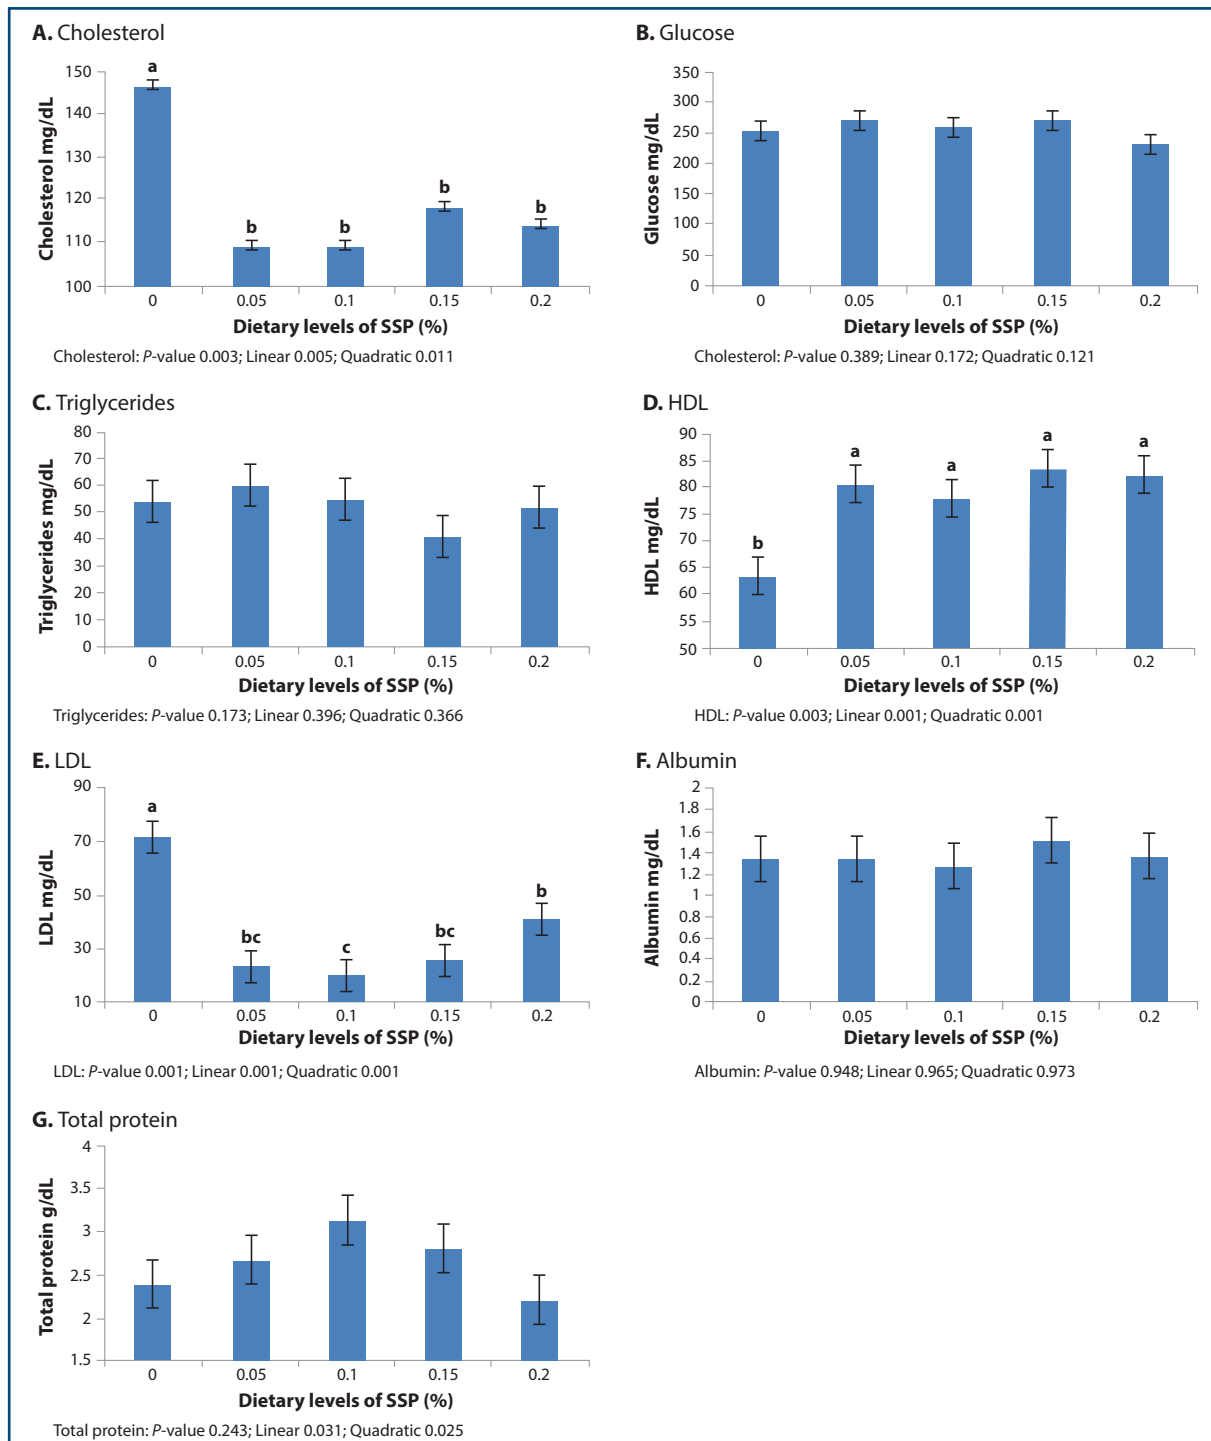 A. Cholesterol
Cholesterol mg/dL
150
140
130
120
110
100
a
b
b
b
b
0
0.05
0.1
0.15
0.2
Dietary levels of SSP (%)
Cholesterol: P-value 0.003; Linear 0.005; Quadratic 0.011
B. Glucose
Glucose mg/dL
350
300
250
200
150
100
50
0
0
0.05
0.1
0.15
0.2
Dietary levels of SSP (%)
Cholesterol: P-value 0.389; Linear 0.172; Quadratic 0.121
C. Triglycerides
Triglycerides mg/dL
80
70
60
50
40
30
20
10
0
0
0.05
0.1
0.15
0.2
Dietary levels of SSP (%)
Triglycerides: P-value 0.173; Linear 0.396; Quadratic 0.366
D. HDL
HDL mg/dL
90
85
80
75
70
65
60
55
50
b
a
a
a
a
0
0.05
0.1
0.15
0.2
Dietary levels of SSP (%)
HDL: P-value 0.003; Linear 0.001; Quadratic 0.001
E. LDL
LDL mg/dL
90
70
50
30
10
a
bc
c
bc
b
0
0.05
0.1
0.15
0.2
Dietary levels of SSP (%)
LDL: P-value 0.001; Linear 0.001; Quadratic 0.001
F. Albumin
Albumin mg/dL
2
1.8
1.6
1.4
1.2
1
0.8
0.6
0.4
0.2
0
0
0.05
0.1
0.15
0.2
Dietary levels of SSP (%)
Albumin: P-value 0.948; Linear 0.965; Quadratic 0.973
G. Total protein
Total protein g/dL
4
3.5
3
2.5
2
1.5
0
0.05
0.1
0.15
0.2
Dietary levels of SSP (%)
Total protein: P-value 0.243; Linear 0.031; Quadratic 0.025